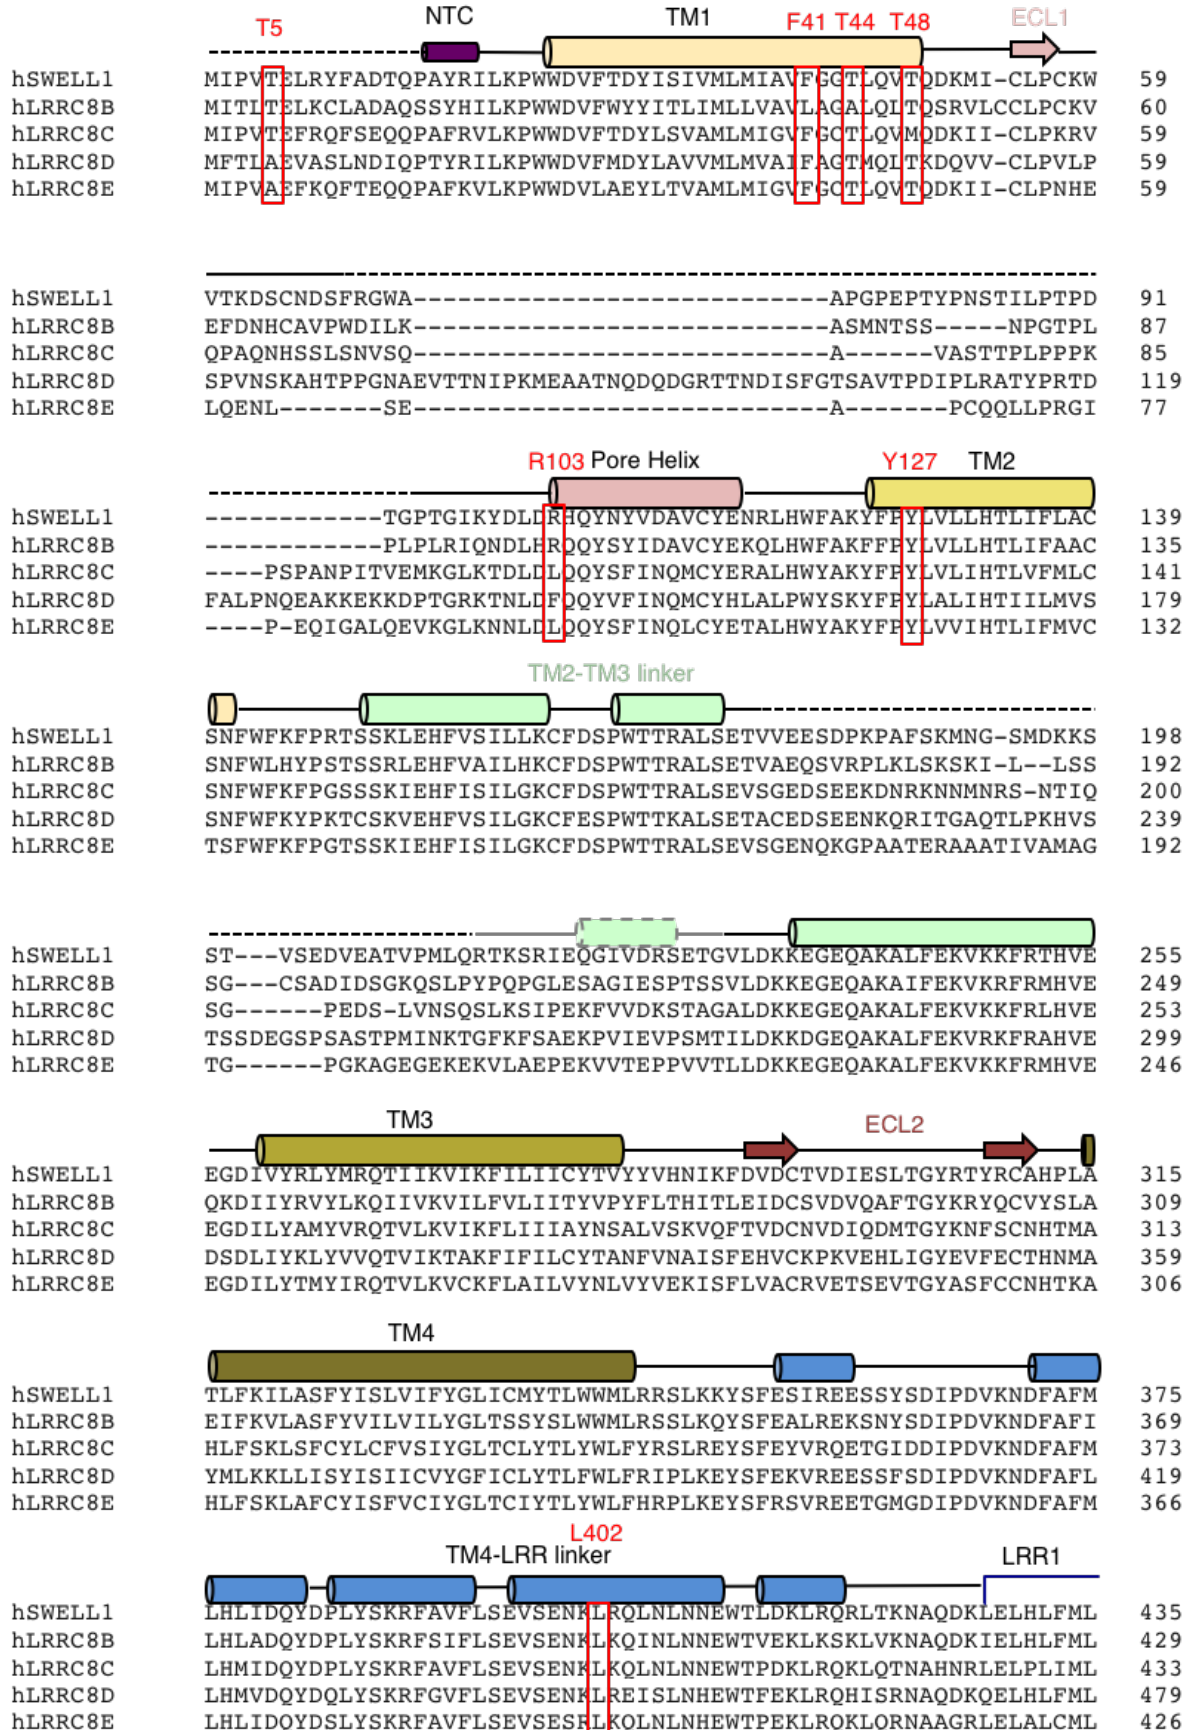 T5 NTC TM1 F41 T44 T48 ECL1
hSWELL1 MIPVTELRYFADTQPAYRILKPWWDVFTDYISIVMLMIAVFGGTLQVTQDKMI-CLPCKW 59
hLRRC8B MITLTELKCLADAQSSYHILKPWWDVFWYYITLIMLLVAVLAGALQLTQSRVLCCLPCKV 60
hLRRC8C MIPVTEFRQFSEQQPAFRVLKPWWDVFTDYLSVAMLMIGVFGCTLQVMQDKII-CLPKRV 59
hLRRC8D MFTLAEVASLNDIQPTYRILKPWWDVFMDYLAVVMLMVAIFAGTMQLTKDQVV-CLPVLP 59
hLRRC8E MIPVAEFKQFTEQQPAFKVLKPWWDVLAEYLTVAMLMIGVFGCTLQVTQDKII-CLPNHE 59
hSWELL1 VTKDSCNDSFRGWA----------------------------APGPEPTYPNSTILPTPD 91
hLRRC8B EFDNHCAVPWDILK----------------------------ASMNTSS-----NPGTPL 87
hLRRC8C QPAQNHSSLSNVSQ----------------------------A------VASTTPLPPPK 85
hLRRC8D SPVNSKAHTPPGNAEVTTNIPKMEAATNQDQDGRTTNDISFGTSAVTPDIPLRATYPRTD 119
hLRRC8E LQENL-------SE----------------------------A-------PCQQLLPRGI 77
R103 Pore Helix Y127 TM2
hSWELL1 ------------TGPTGIKYDLDRHQYNYVDAVCYENRLHWFAKYFPYLVLLHTLIFLAC 139
hLRRC8B ------------PLPLRIQNDLHRQQYSYIDAVCYEKQLHWFAKFFPYLVLLHTLIFAAC 135
hLRRC8C ----PSPANPITVEMKGLKTDLDLQQYSFINQMCYERALHWYAKYFPYLVLIHTLVFMLC 141
hLRRC8D FALPNQEAKKEKKDPTGRKTNLDFQQYVFINQMCYHLALPWYSKYFPYLALIHTIILMVS 179
hLRRC8E ----P-EQIGALQEVKGLKNNLDLQQYSFINQLCYETALHWYAKYFPYLVVIHTLIFMVC 132
TM2-TM3 linker
hSWELL1 SNFWFKFPRTSSKLEHFVSILLKCFDSPWTTRALSETVVEESDPKPAFSKMNG-SMDKKS 198
hLRRC8B SNFWLHYPSTSSRLEHFVAILHKCFDSPWTTRALSETVAEQSVRPLKLSKSKI-L--LSS 192
hLRRC8C SNFWFKFPGSSSKIEHFISILGKCFDSPWTTRALSEVSGEDSEEKDNRKNNMNRS-NTIQ 200
hLRRC8D SNFWFKYPKTCSKVEHFVSILGKCFESPWTTKALSETACEDSEENKQRITGAQTLPKHVS 239
hLRRC8E TSFWFKFPGTSSKIEHFISILGKCFDSPWTTRALSEVSGENQKGPAATERAAATIVAMAG 192
hSWELL1 ST---VSEDVEATVPMLQRTKSRIEQGIVDRSETGVLDKKEGEQAKALFEKVKKFRTHVE 255
hLRRC8B SG---CSADIDSGKQSLPYPQPGLESAGIESPTSSVLDKKEGEQAKAIFEKVKRFRMHVE 249
hLRRC8C SG------PEDS-LVNSQSLKSIPEKFVVDKSTAGALDKKEGEQAKALFEKVKKFRLHVE 253
hLRRC8D TSSDEGSPSASTPMINKTGFKFSAEKPVIEVPSMTILDKKDGEQAKALFEKVRKFRAHVE 299
hLRRC8E TG------PGKAGEGEKEKVLAEPEKVVTEPPVVTLLDKKEGEQAKALFEKVKKFRMHVE 246
TM3 ECL2
hSWELL1 EGDIVYRLYMRQTIIKVIKFILIICYTVYYVHNIKFDVDCTVDIESLTGYRTYRCAHPLA 315
hLRRC8B QKDIIYRVYLKQIIVKVILFVLIITYVPYFLTHITLEIDCSVDVQAFTGYKRYQCVYSLA 309
hLRRC8C EGDILYAMYVRQTVLKVIKFLIIIAYNSALVSKVQFTVDCNVDIQDMTGYKNFSCNHTMA 313
hLRRC8D DSDLIYKLYVVQTVIKTAKFIFILCYTANFVNAISFEHVCKPKVEHLIGYEVFECTHNMA 359
hLRRC8E EGDILYTMYIRQTVLKVCKFLAILVYNLVYVEKISFLVACRVETSEVTGYASFCCNHTKA 306
TM4
hSWELL1 TLFKILASFYISLVIFYGLICMYTLWWMLRRSLKKYSFESIREESSYSDIPDVKNDFAFM 375
hLRRC8B EIFKVLASFYVILVILYGLTSSYSLWWMLRSSLKQYSFEALREKSNYSDIPDVKNDFAFI 369
hLRRC8C HLFSKLSFCYLCFVSIYGLTCLYTLYWLFYRSLREYSFEYVRQETGIDDIPDVKNDFAFM 373
hLRRC8D YMLKKLLISYISIICVYGFICLYTLFWLFRIPLKEYSFEKVREESSFSDIPDVKNDFAFL 419
hLRRC8E HLFSKLAFCYISFVCIYGLTCIYTLYWLFHRPLKEYSFRSVREETGMGDIPDVKNDFAFM 366
L402
TM4-LRR linker LRR1
hSWELL1 LHLIDQYDPLYSKRFAVFLSEVSENKLRQLNLNNEWTLDKLRQRLTKNAQDKLELHLFML 435
hLRRC8B LHLADQYDPLYSKRFSIFLSEVSENKLKQINLNNEWTVEKLKSKLVKNAQDKIELHLFML 429
hLRRC8C LHMIDQYDPLYSKRFAVFLSEVSENKLKQLNLNNEWTPDKLRQKLQTNAHNRLELPLIML 433
hLRRC8D LHMVDQYDQLYSKRFGVFLSEVSENKLREISLNHEWTFEKLRQHISRNAQDKQELHLFML 479
hLRRC8E LHLIDQYDSLYSKRFAVFLSEVSESRLKQLNLNHEWTPEKLRQKLQRNAAGRLELALCML 426